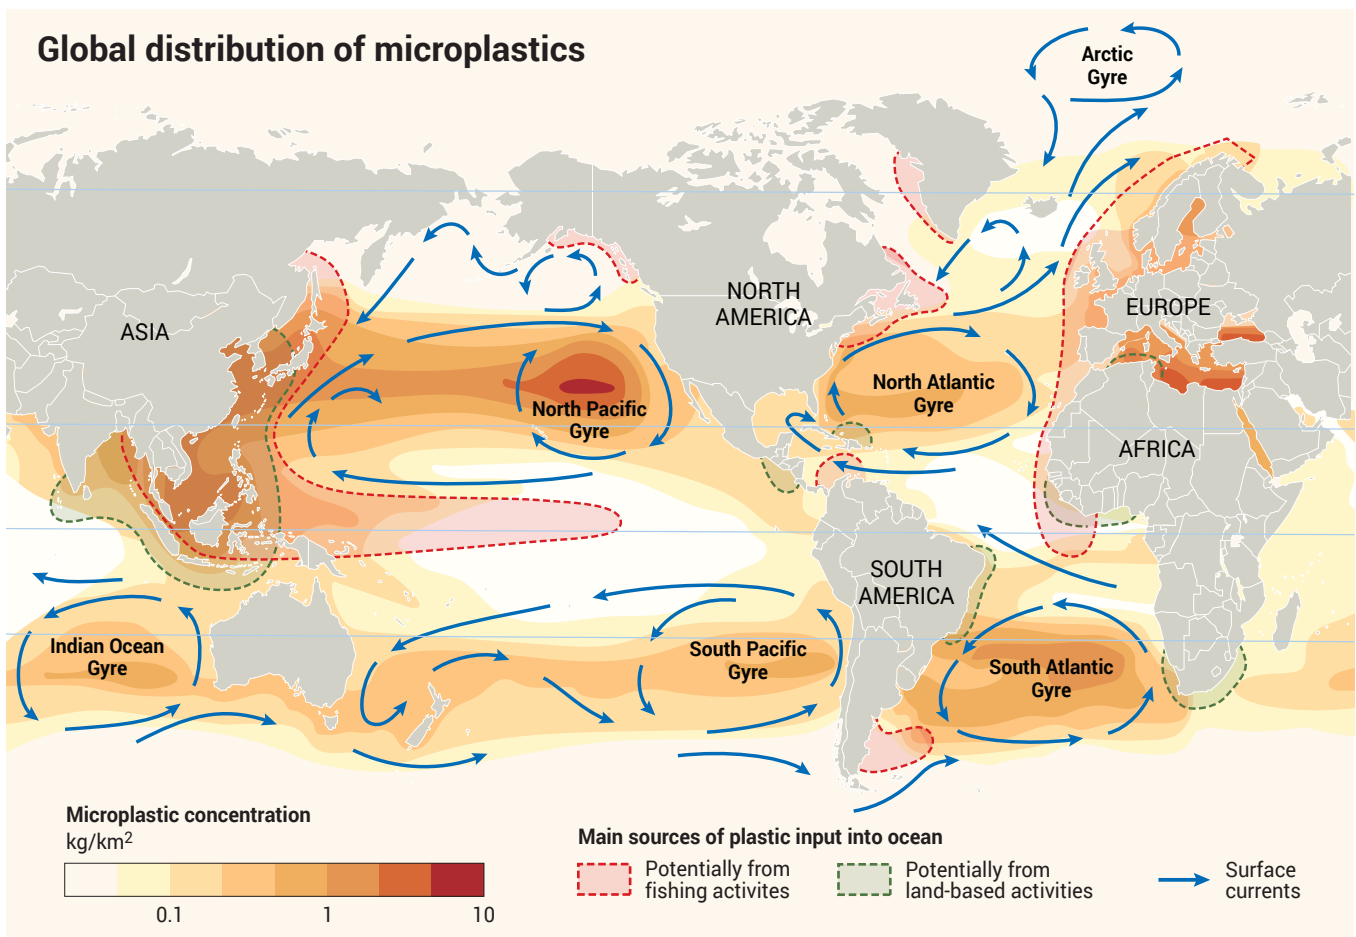 Global distribution of microplastics
Arctic
Gyre
ASIA
NORTH
AMERICA
EUROPE
North Pacific
Gyre
North Atlantic
Gyre
AFRICA
SOUTH
AMERICA
Indian Ocean
Gyre
South Pacific
Gyre
South Atlantic
Gyre
Microplastic concentration
kg/km²
0.1 1 10
Main sources of plastic input into ocean
Potentially from
fishing activites
Potentially from
land-based activities
Surface
currents